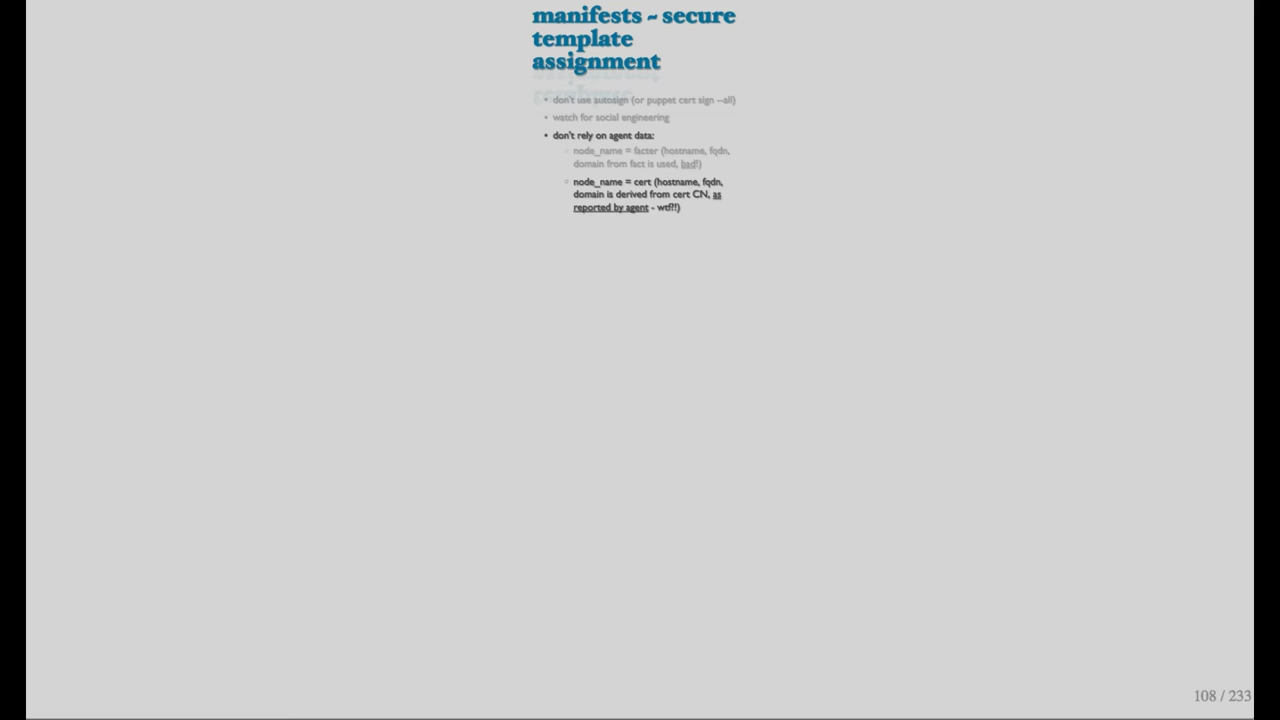 manifests ~ secure
template
assignment
• don't use autosign (or puppet cert sign --all)
• watch for social engineering
• don't rely on agent data:
node_name = facter (hostname, fqdn,
domain from fact is used, bad!)
node_name = cert (hostname, fqdn,
domain is derived from cert CN, as
reported by agent - wtf?!)
108 / 233